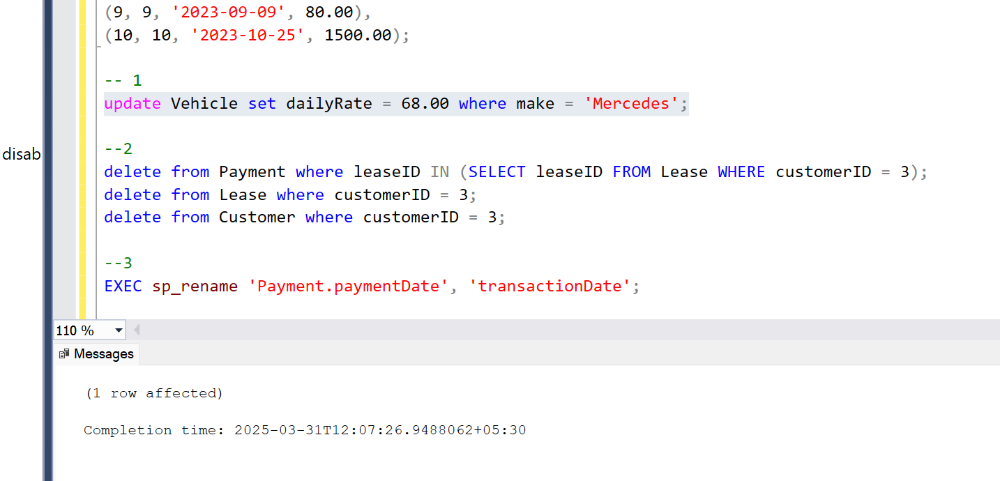 (9, 9, '2023-09-09', 80.00),
(10, 10, '2023-10-25', 1500.00);
-- 1
update Vehicle set dailyRate = 68.00 where make = 'Mercedes';
--2
disab
delete from Payment where leaseID IN (SELECT leaseID FROM Lease WHERE customerID = 3);
delete from Lease where customerID = 3;
delete from Customer where customerID = 3;
--3
EXEC sp_rename 'Payment.paymentDate', 'transactionDate';
110 %
Messages
(1 row affected)
Completion time: 2025-03-31T12:07:26.9488062+05:30